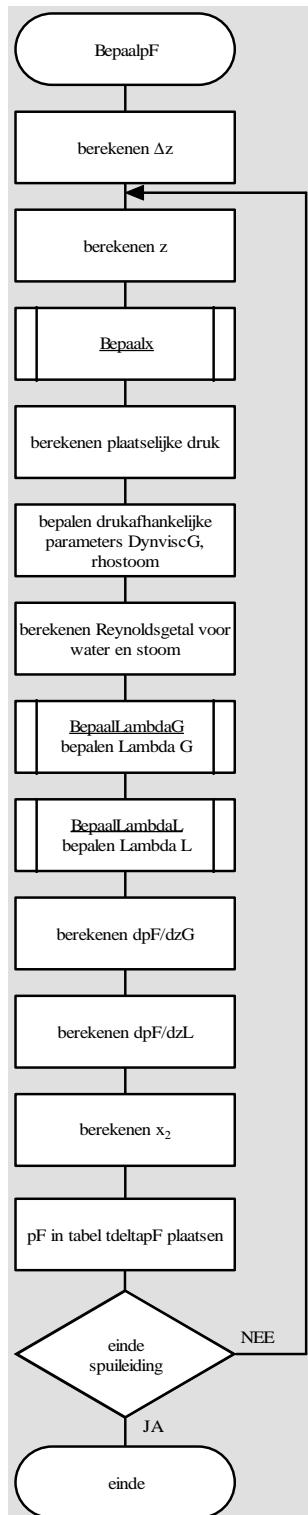 BepaalpF
berekenen Δz
berekenen z
Bepaalx
berekenen plaatselijke druk
bepalen drukafhankelijke
parameters DynviscG,
rhostoom
berekenen Reynoldsgetal voor
water en stoom
BepaalLambdaG
bepalen Lambda G
BepaalLambdaL
bepalen Lambda L
berekenen dpF/dzG
berekenen dpF/dzL
berekenen x₂
pF in tabel tdeltapF plaatsen
einde
spuileiding
NEE
JA
einde